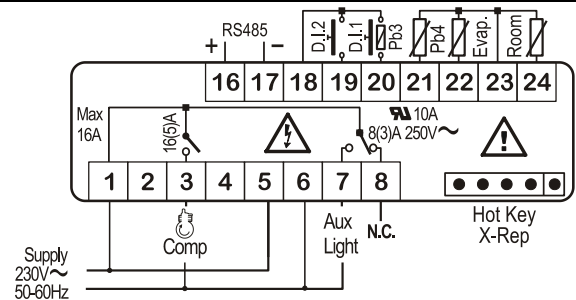 RS485
+ −
D.I.2
D.I.1
Pb3
Pb4
Evap.
Room
16 17 18 19 20 21 22 23 24
Max
16A
16(5)A
10A
8(3)A 250V~
1 2 3 4 5 6 7 8
Comp
Aux
Light
N.C.
Hot Key
X-Rep
Supply
230V~
50-60Hz